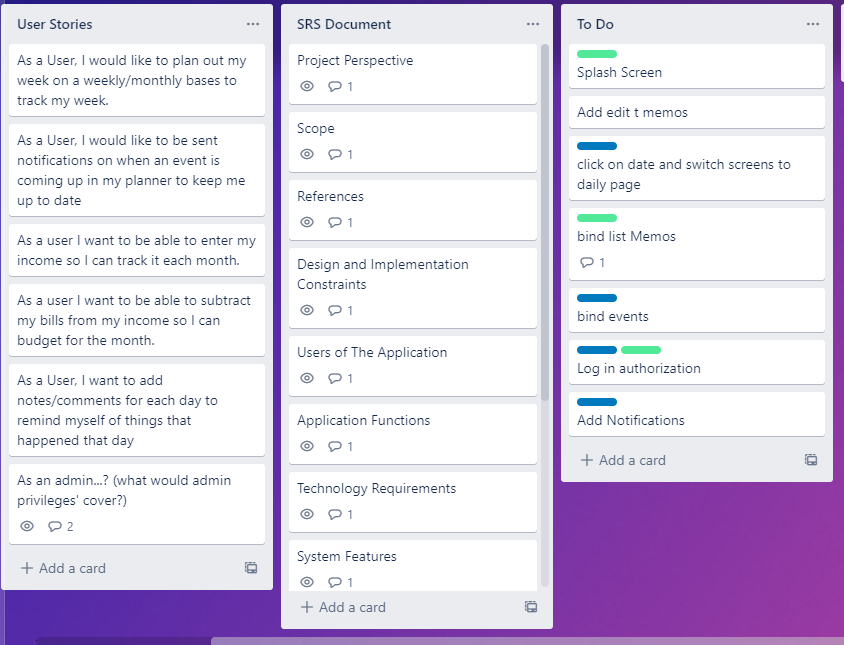 User Stories
As a User, I would like to plan out my
week on a weekly/monthly bases to
track my week.
As a User, I would like to be sent
notifications on when an event is
coming up in my planner to keep me
up to date
As a user I want to be able to enter my
income so I can track it each month.
As a user I want to be able to subtract
my bills from my income so I can
budget for the month.
As a User, I want to add
notes/comments for each day to
remind myself of things that
happened that day
As an admin...? (what would admin
privileges' cover?)
2
+ Add a card
SRS Document
Project Perspective
1
Scope
1
References
1
Design and Implementation
Constraints
1
Users of The Application
1
Application Functions
1
Technology Requirements
1
System Features
1
+ Add a card
To Do
Splash Screen
Add edit t memos
click on date and switch screens to
daily page
bind list Memos
1
bind events
Log in authorization
Add Notifications
+ Add a card